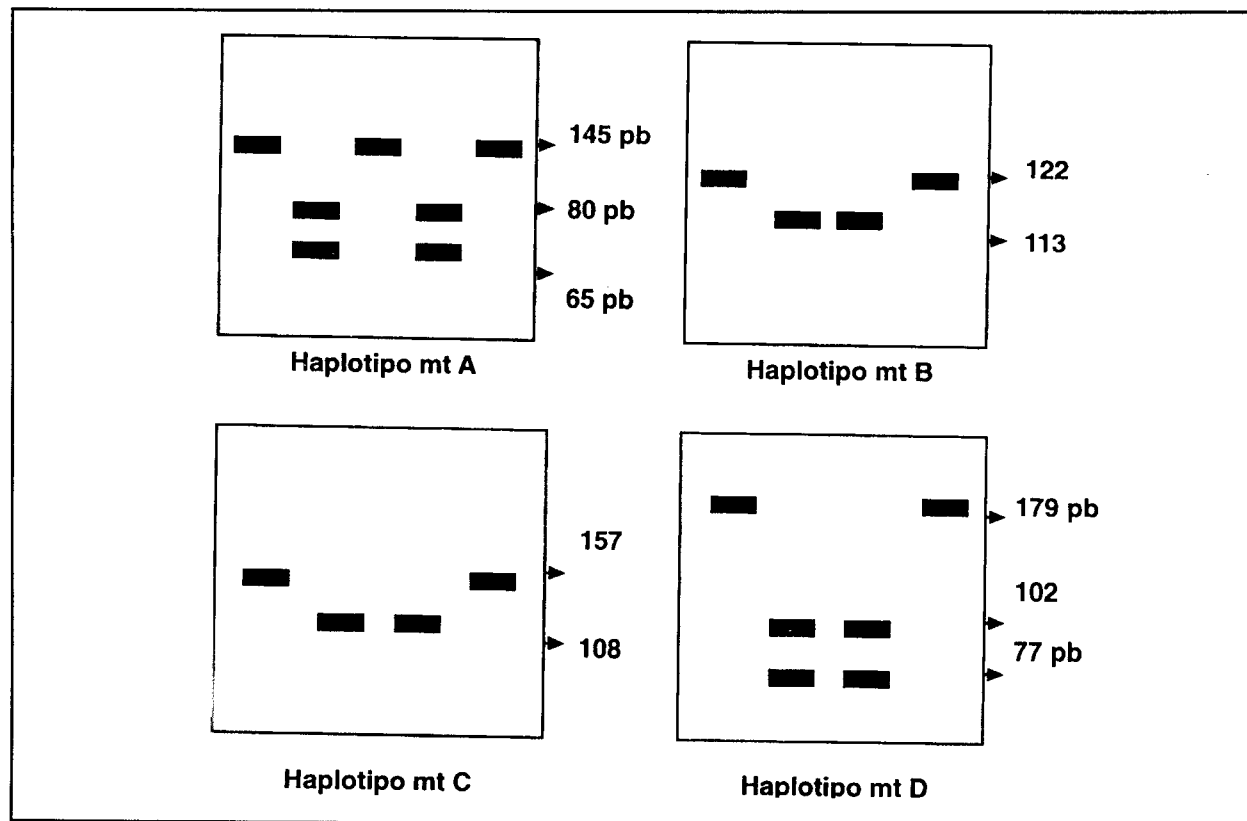 145 pb
80 pb
65 pb
Haplotipo mt A
122
113
Haplotipo mt B
157
108
Haplotipo mt C
179 pb
102
77 pb
Haplotipo mt D